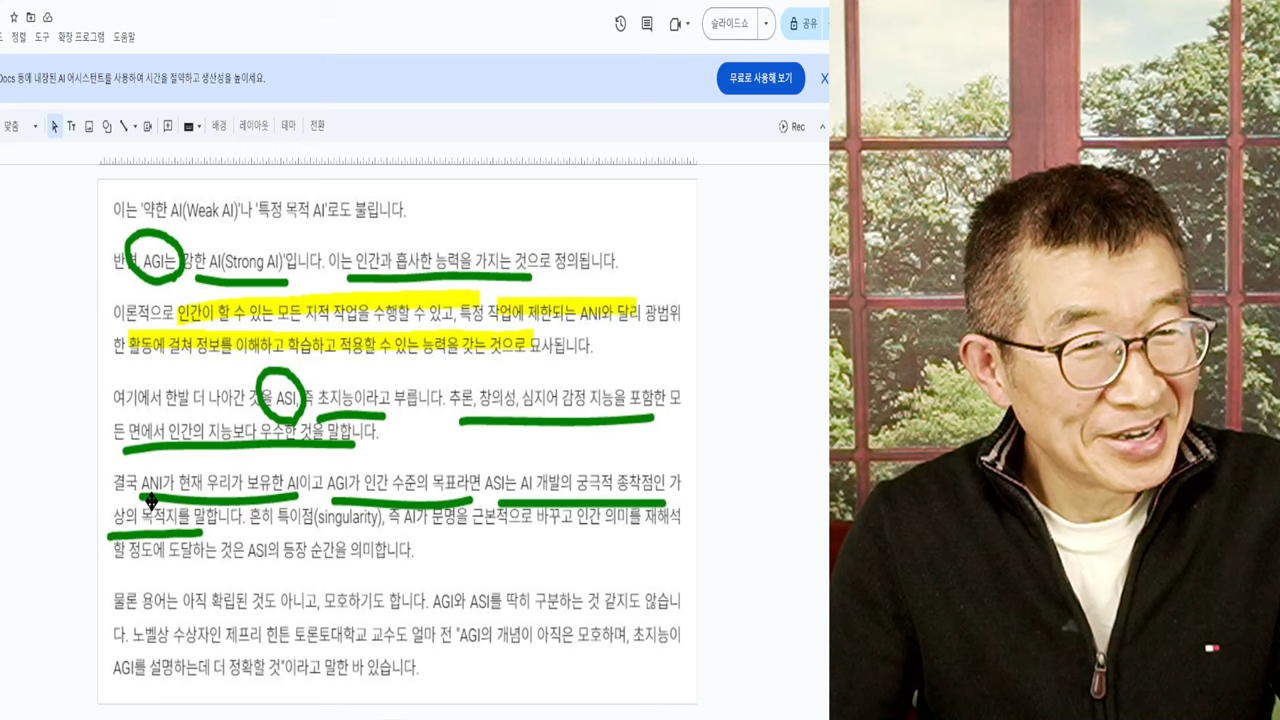 정렬 도구 확장 프로그램 도움말
슬라이드쇼
공유
Docs 등에 내장된 AI 어시스턴트를 사용하여 시간을 절약하고 생산성을 높이세요.
무료로 사용해 보기
X
맞춤
배경 레이아웃 테마 전환
Rec
이는 '약한 AI(Weak AI)'나 '특정 목적 AI'로도 불립니다.
반면 AGI는 '강한 AI(Strong AI)'입니다. 이는 인간과 흡사한 능력을 가지는 것으로 정의됩니다.
이론적으로 인간이 할 수 있는 모든 지적 작업을 수행할 수 있고, 특정 작업에 제한되는 ANI와 달리 광범위
한 활동에 걸쳐 정보를 이해하고 학습하고 적용할 수 있는 능력을 갖는 것으로 묘사됩니다.
여기에서 한발 더 나아간 것을 ASI, 즉 초지능이라고 부릅니다. 추론, 창의성, 심지어 감정 지능을 포함한 모
든 면에서 인간의 지능보다 우수한 것을 말합니다.
결국 ANI가 현재 우리가 보유한 AI이고 AGI가 인간 수준의 목표라면 ASI는 AI 개발의 궁극적 종착점인 가
상의 목적지를 말합니다. 흔히 특이점(singularity), 즉 AI가 문명을 근본적으로 바꾸고 인간 의미를 재해석
할 정도에 도달하는 것은 ASI의 등장 순간을 의미합니다.
물론 용어는 아직 확립된 것도 아니고, 모호하기도 합니다. AGI와 ASI를 딱히 구분하는 것 같지도 않습니
다. 노벨상 수상자인 제프리 힌튼 토론토대학교 교수도 얼마 전 "AGI의 개념이 아직은 모호하며, 초지능이
AGI를 설명하는데 더 정확할 것"이라고 말한 바 있습니다.